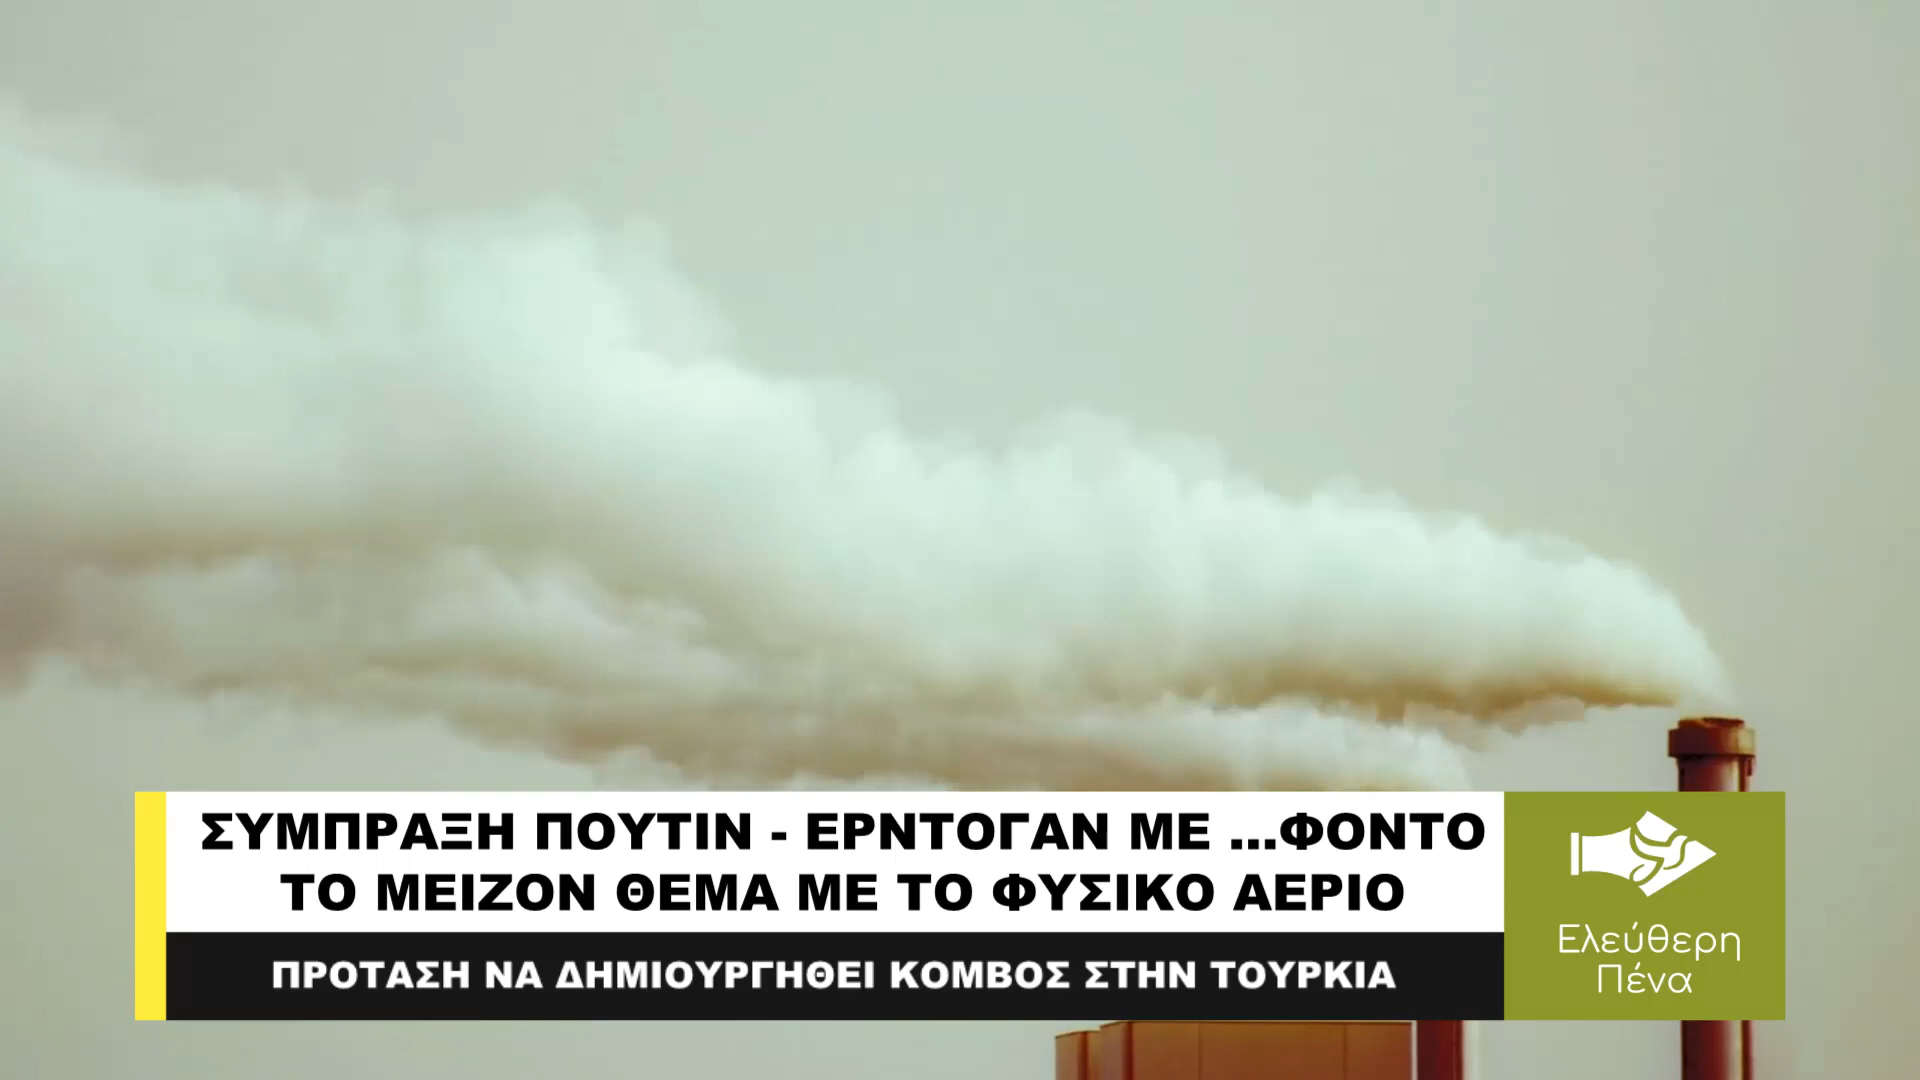 ΣΥΜΠΡΑΞΗ ΠΟΥΤΙΝ - ΕΡΝΤΟΓΑΝ ΜΕ ...ΦΟΝΤΟ
ΤΟ ΜΕΙΖΟΝ ΘΕΜΑ ΜΕ ΤΟ ΦΥΣΙΚΟ ΑΕΡΙΟ
ΠΡΟΤΑΣΗ ΝΑ ΔΗΜΙΟΥΡΓΗΘΕΙ ΚΟΜΒΟΣ ΣΤΗΝ ΤΟΥΡΚΙΑ
Ελεύθερη
Πένα